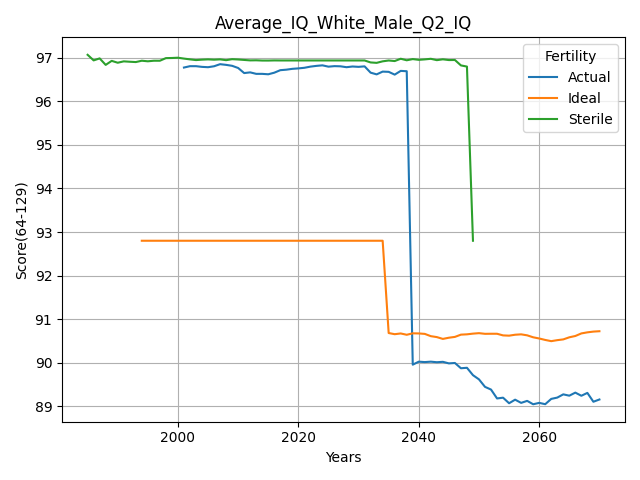 Average_IQ_White_Male_Q2_IQ
Score(64-129)
97
96
95
94
93
92
91
90
89
Fertility
Actual
Ideal
Sterile
2000
2020
2040
2060
Years